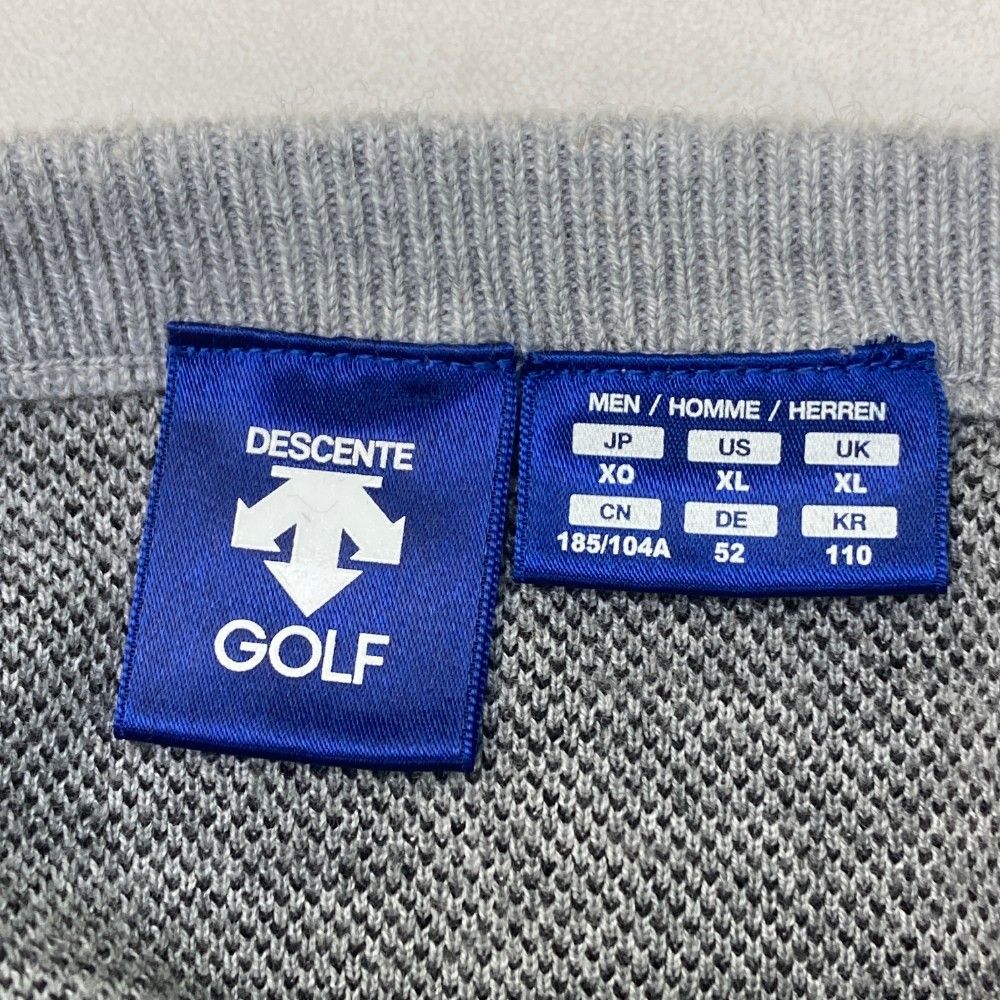 DESCENTE
GOLF
MEN / HOMME / HERREN
JP US UK
XO XL XL
CN DE KR
185/104A 52 110